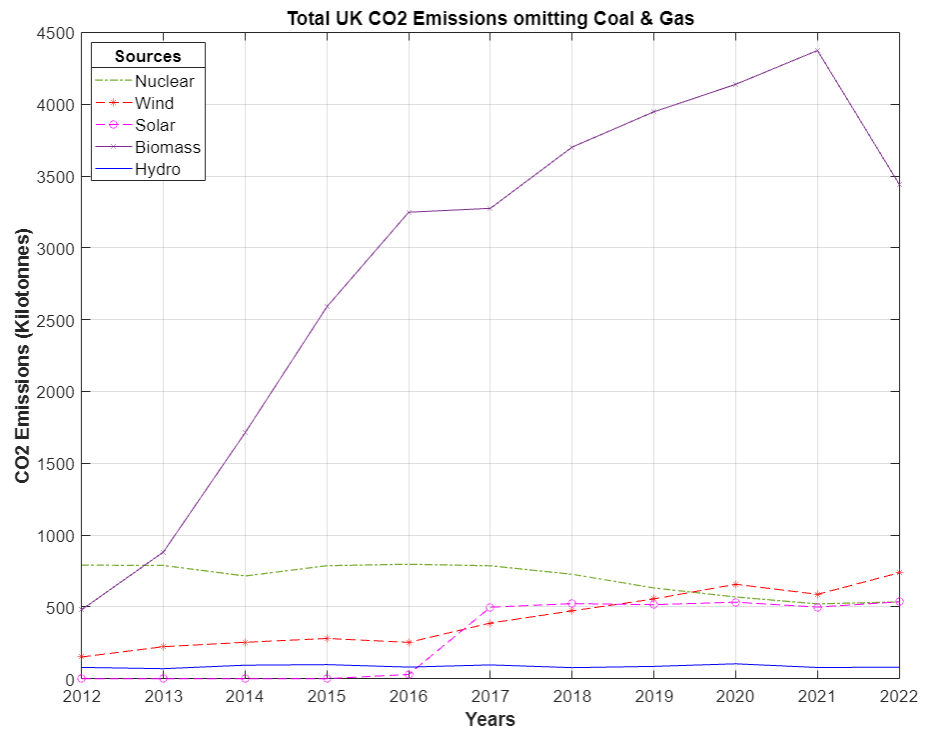 Total UK CO2 Emissions omitting Coal & Gas
Sources
Nuclear
Wind
Solar
Biomass
Hydro
CO2 Emissions (Kilotonnes)
4500
4000
3500
3000
2500
2000
1500
1000
500
0
2012 2013 2014 2015 2016 2017 2018 2019 2020 2021 2022
Years